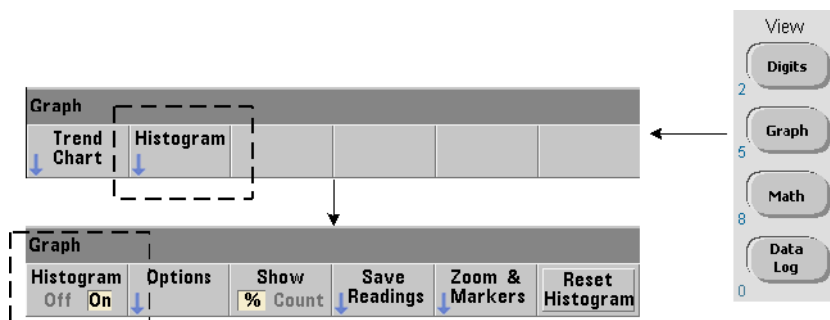 View
Digits
2
Graph
5
Math
8
Data
Log
0
Graph
Trend
Chart
Histogram
Graph
Histogram
Off On
Options
Show
% Count
Save
Readings
Zoom &
Markers
Reset
Histogram